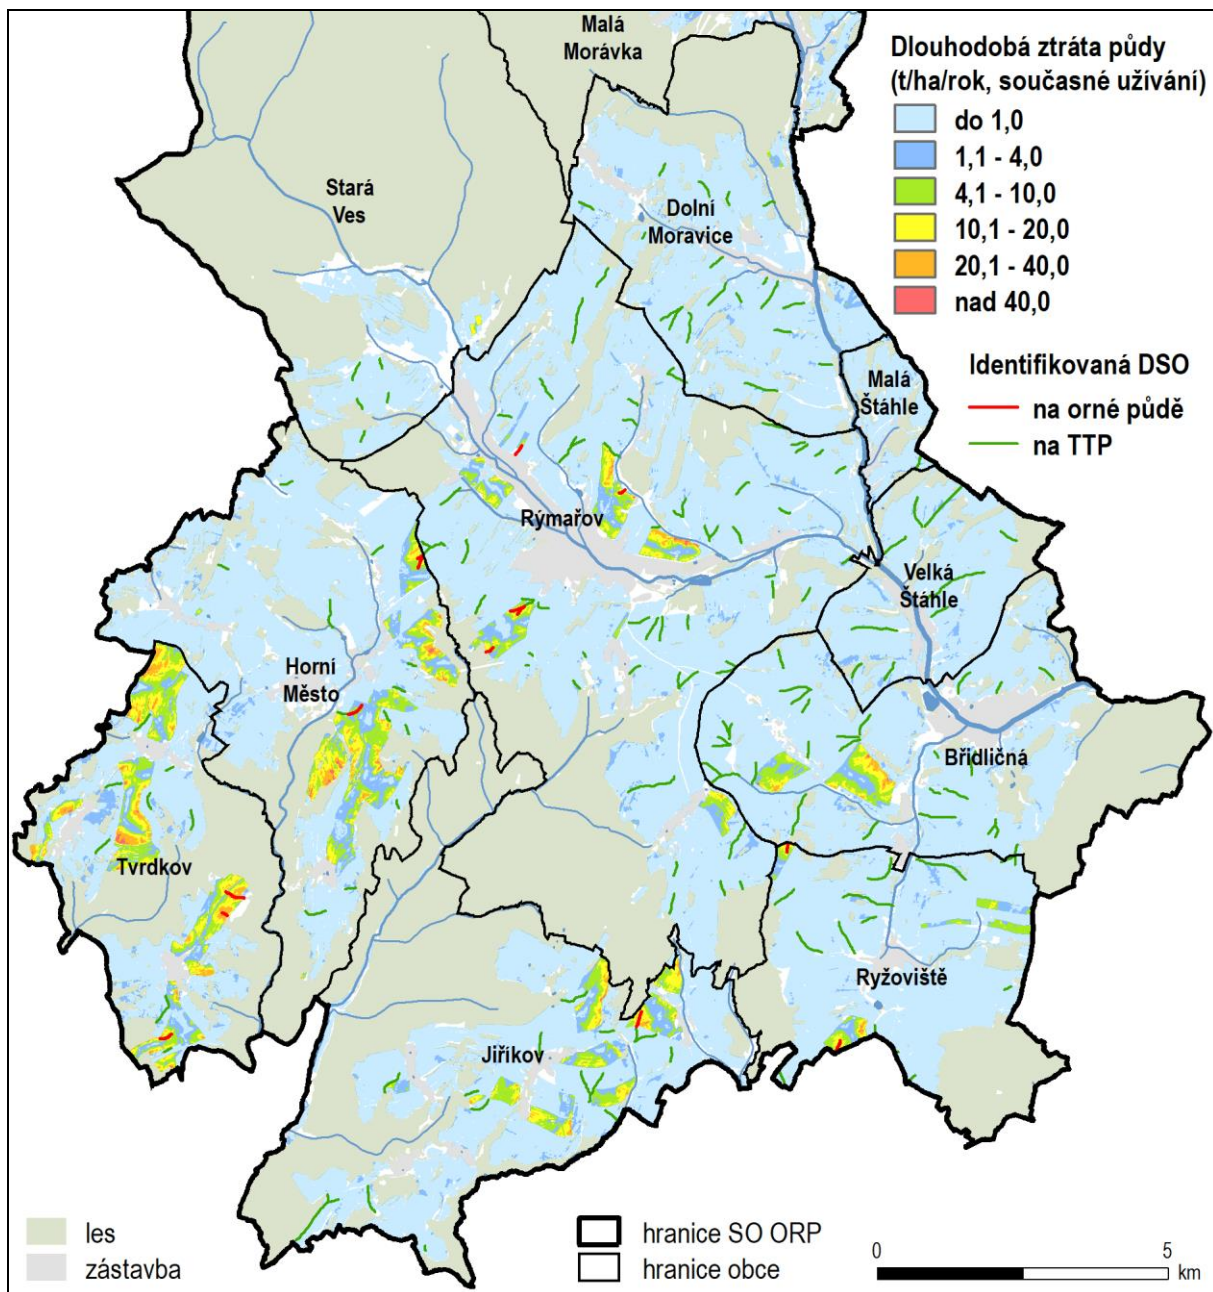 Malá
Morávka
Dlouhodobá ztráta půdy
(t/ha/rok, současné užívání)
do 1,0
1,1 - 4,0
4,1 - 10,0
10,1 - 20,0
20,1 - 40,0
nad 40,0
Identifikovaná DSO
na orné půdě
na TTP
Stará
Ves
Dolní
Moravice
Malá
Štáhle
Rýmařov
Velká
Štáhle
Horní
Město
Břidličná
Tvrdkov
Ryžoviště
Jiříkov
les
zástavba
hranice SO ORP
hranice obce
0 5
km